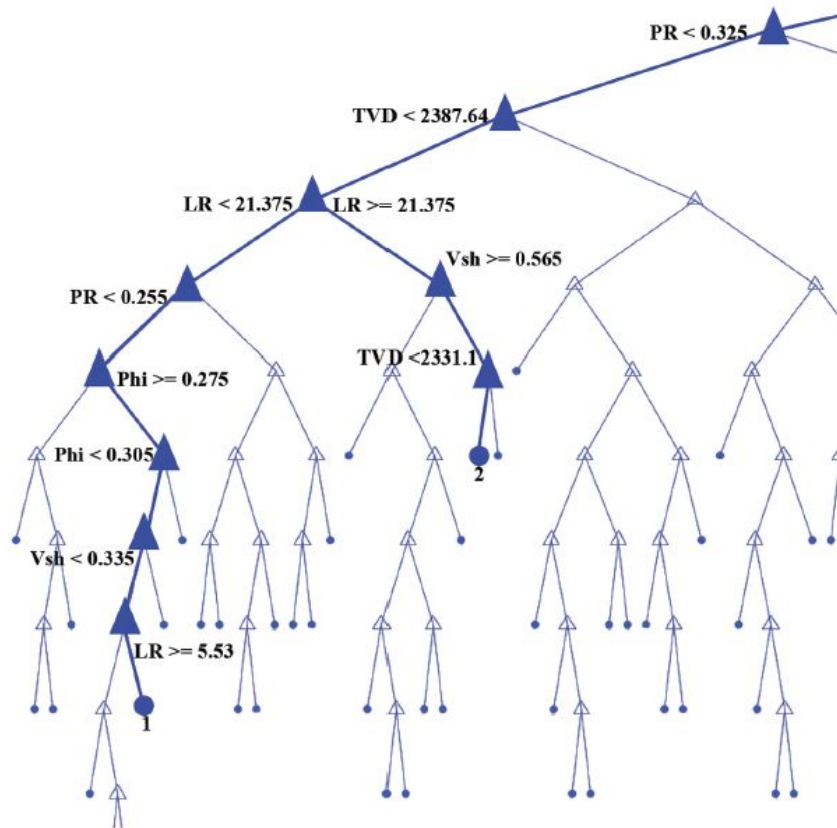 PR < 0.325
TVD < 2387.64
LR < 21.375 LR >= 21.375
Vsh >= 0.565
PR < 0.255
TVD <2331.1
Phi >= 0.275
Phi < 0.305
2
Vsh < 0.335
LR >= 5.53
1